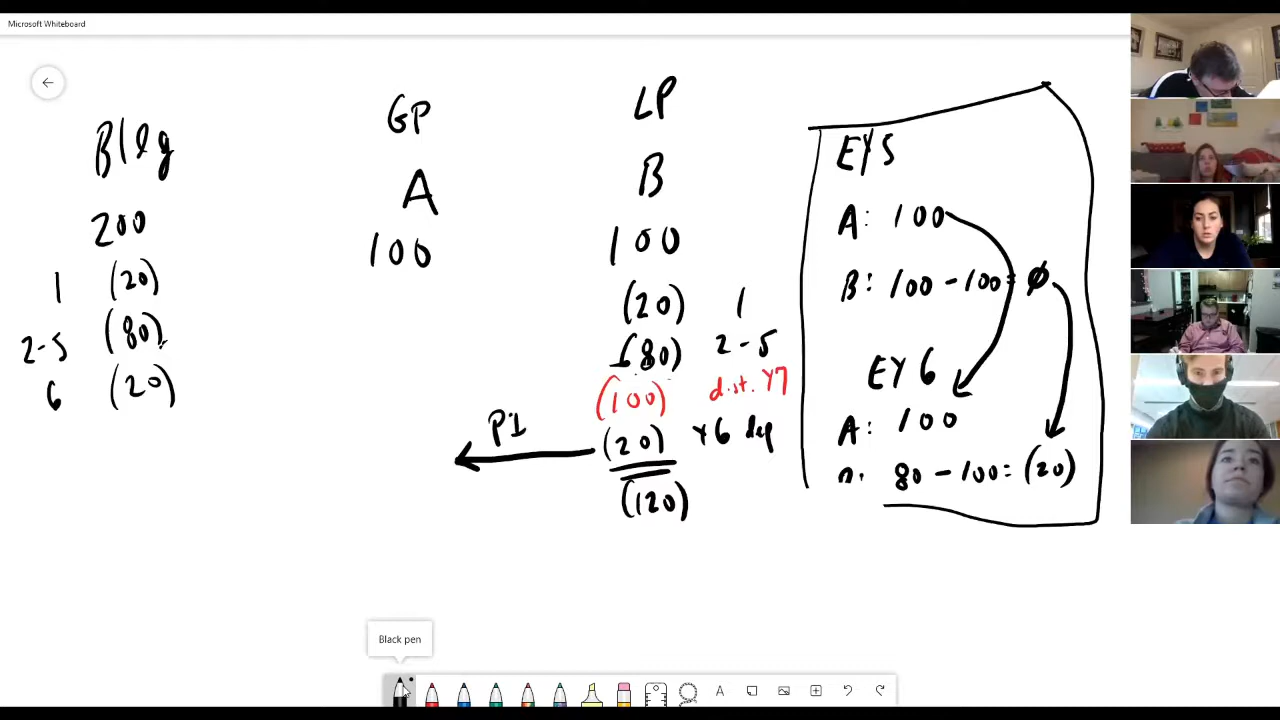 Microsoft Whiteboard
Bldg
200
1 (20)
2-5 (80)
6 (20)
GP
A
100
LP
B
100
(20) 1
(80) 2-5
(100) dist. Y7
PI (20) Y6 dep
(120)
EY5
A: 100
B: 100 - 100 = ∅
EY6
A: 100
80 - 100 = (20)
Black pen
A